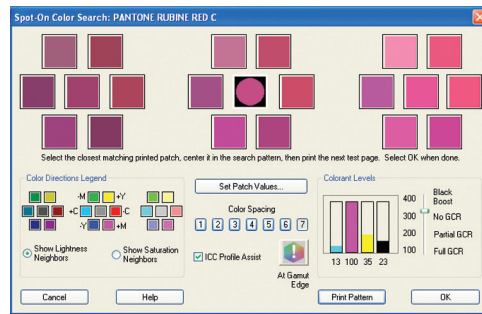 Spot-On Color Search: PANTONE RUBINE RED C
Select the closest matching printed patch, center it in the search pattern, then print the next test page. Select OK when done.
Color Directions Legend
-M +Y
+C -C
-Y +M
Show Lightness Neighbors
Show Saturation Neighbors
Set Patch Values...
Color Spacing
1 2 3 4 5 6 7
ICC Profile Assist
At Gamut Edge
Colorant Levels
13 100 35 23
400
300
200
100
Black Boost
No GCR
Partial GCR
Full GCR
Cancel
Help
Print Pattern
OK